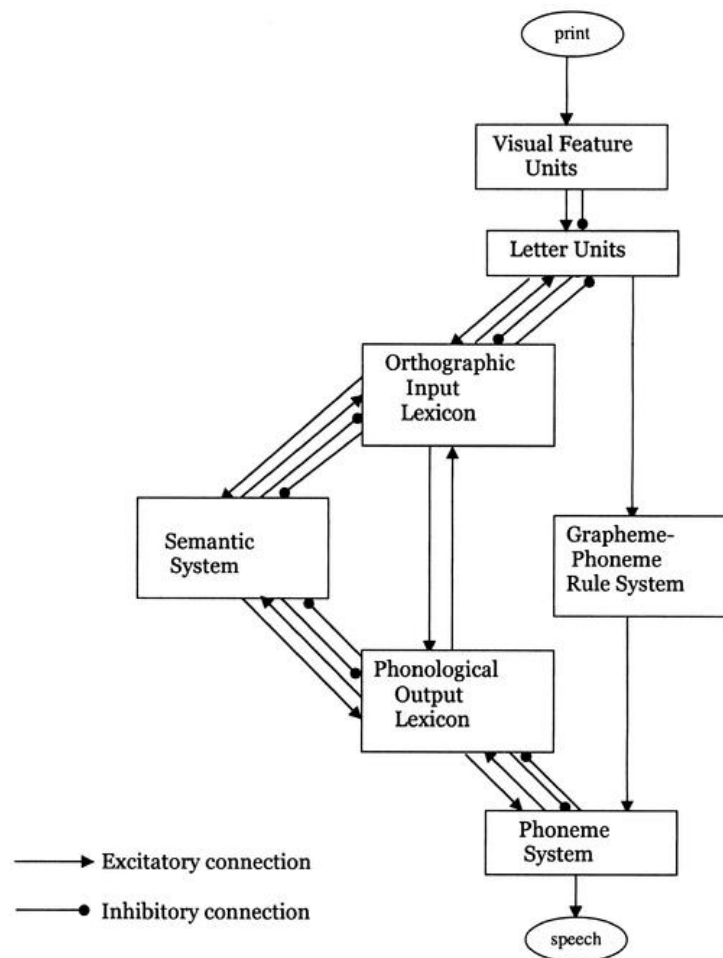 print
Visual Feature
Units
Letter Units
Orthographic
Input
Lexicon
Semantic
System
Grapheme-
Phoneme
Rule System
Phonological
Output
Lexicon
Phoneme
System
Excitatory connection
Inhibitory connection
speech